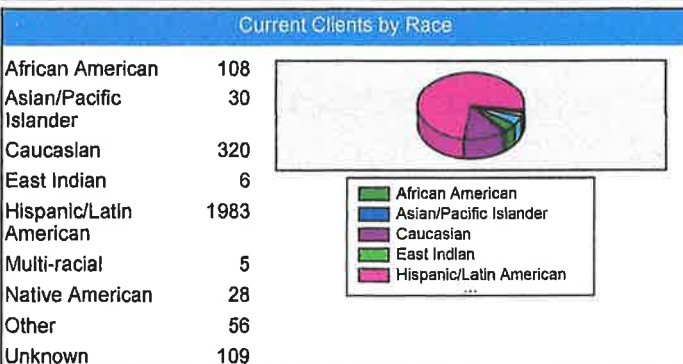 Current Clients by Race
African American 108
Asian/Pacific 30
Islander
Caucasian 320
East Indian 6
Hispanic/Latin 1983
American
Multi-racial 5
Native American 28
Other 56
Unknown 109
African American
Asian/Pacific Islander
Caucasian
East Indian
Hispanic/Latin American
...